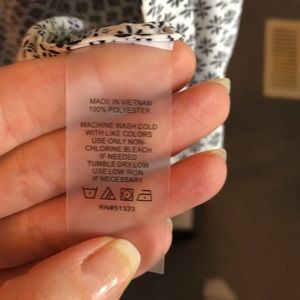 MADE IN VIETNAM
100% POLYESTER
MACHINE WASH COLD
WITH LIKE COLORS
USE ONLY NON-
CHLORINE BLEACH
IF NEEDED
TUMBLE DRY LOW
USE LOW IRON
IF NECESSARY
RN#51323